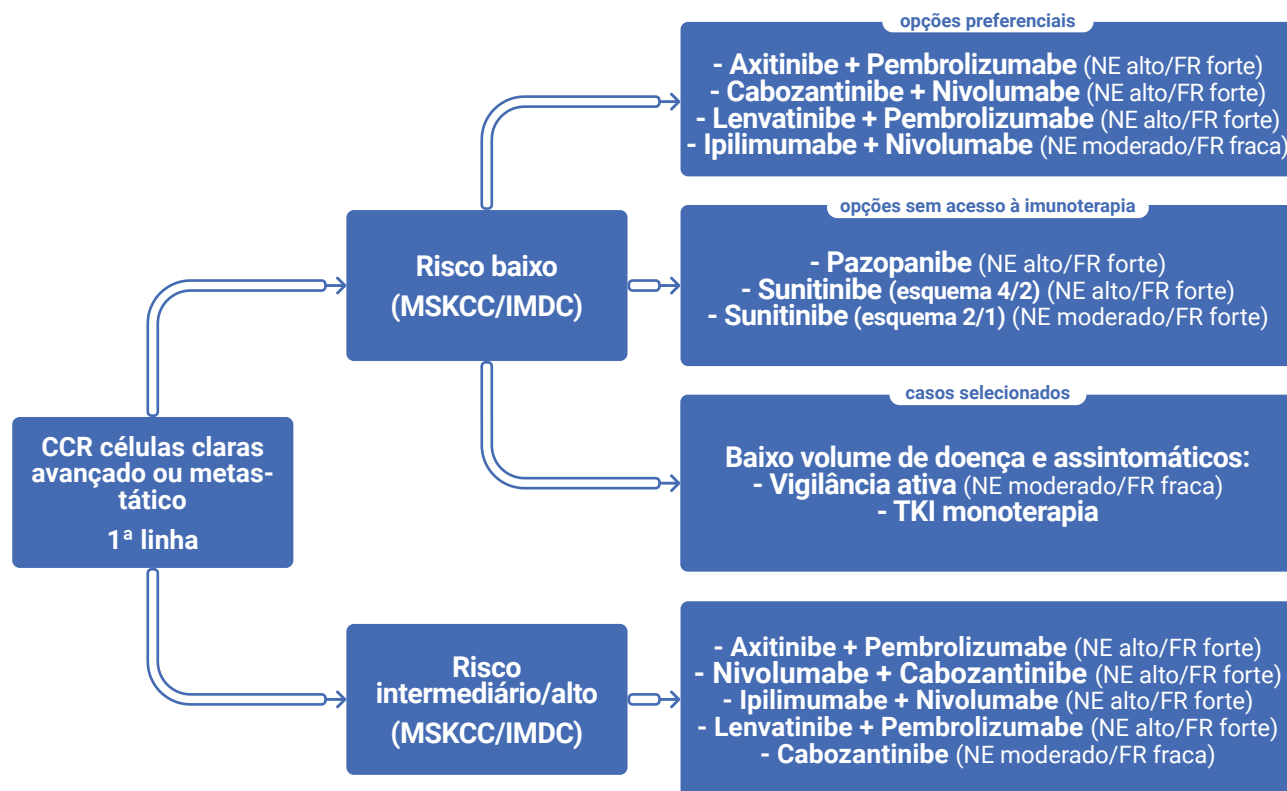 opções preferenciais
- Axitinibe + Pembrolizumabe (NE alto/FR forte)
- Cabozantinibe + Nivolumabe (NE alto/FR forte)
- Lenvatinibe + Pembrolizumabe (NE alto/FR forte)
- Ipilimumabe + Nivolumabe (NE moderado/FR fraca)
opções sem acesso à imunoterapia
- Pazopanibe (NE alto/FR forte)
- Sunitinibe (esquema 4/2) (NE alto/FR forte)
- Sunitinibe (esquema 2/1) (NE moderado/FR forte)
Risco baixo
(MSKCC/IMDC)
casos selecionados
Baixo volume de doença e assintomáticos:
- Vigilância ativa (NE moderado/FR fraca)
- TKI monoterapia
CCR células claras
avançado ou metas-
tático
1ª linha
Risco
intermediário/alto
(MSKCC/IMDC)
- Axitinibe + Pembrolizumabe (NE alto/FR forte)
- Nivolumabe + Cabozantinibe (NE alto/FR forte)
- Ipilimumabe + Nivolumabe (NE alto/FR forte)
- Lenvatinibe + Pembrolizumabe (NE alto/FR forte)
- Cabozantinibe (NE moderado/FR fraca)